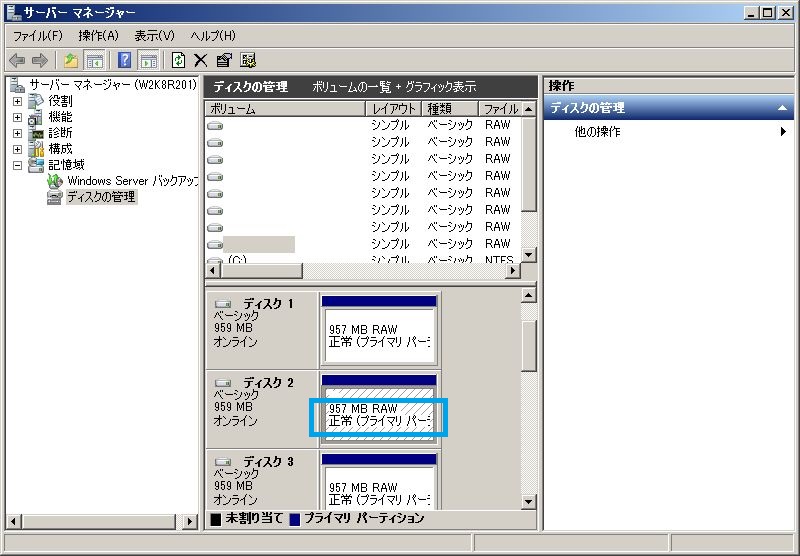 サーバー マネージャー
ファイル(F) 操作(A) 表示(V) ヘルプ(H)
サーバー マネージャー (W2K8R201)
役割
機能
診断
構成
記憶域
Windows Server バックアップ
ディスクの管理
ディスクの管理 ボリュームの一覧 + グラフィック表示
ボリューム レイアウト 種類 ファイル
シンプル ベーシック RAW
シンプル ベーシック RAW
シンプル ベーシック RAW
シンプル ベーシック RAW
シンプル ベーシック RAW
シンプル ベーシック RAW
シンプル ベーシック RAW
シンプル ベーシック RAW
(C:) シンプル ベーシック NTFS
ディスク 1
ベーシック
959 MB
オンライン
957 MB RAW
正常 (プライマリ パーテ
ディスク 2
ベーシック
959 MB
オンライン
957 MB RAW
正常 (プライマリ パーテ
ディスク 3
ベーシック
959 MB
オンライン
957 MB RAW
正常 (プライマリ パーテ
未割り当て プライマリ パーティション
操作
ディスクの管理
他の操作